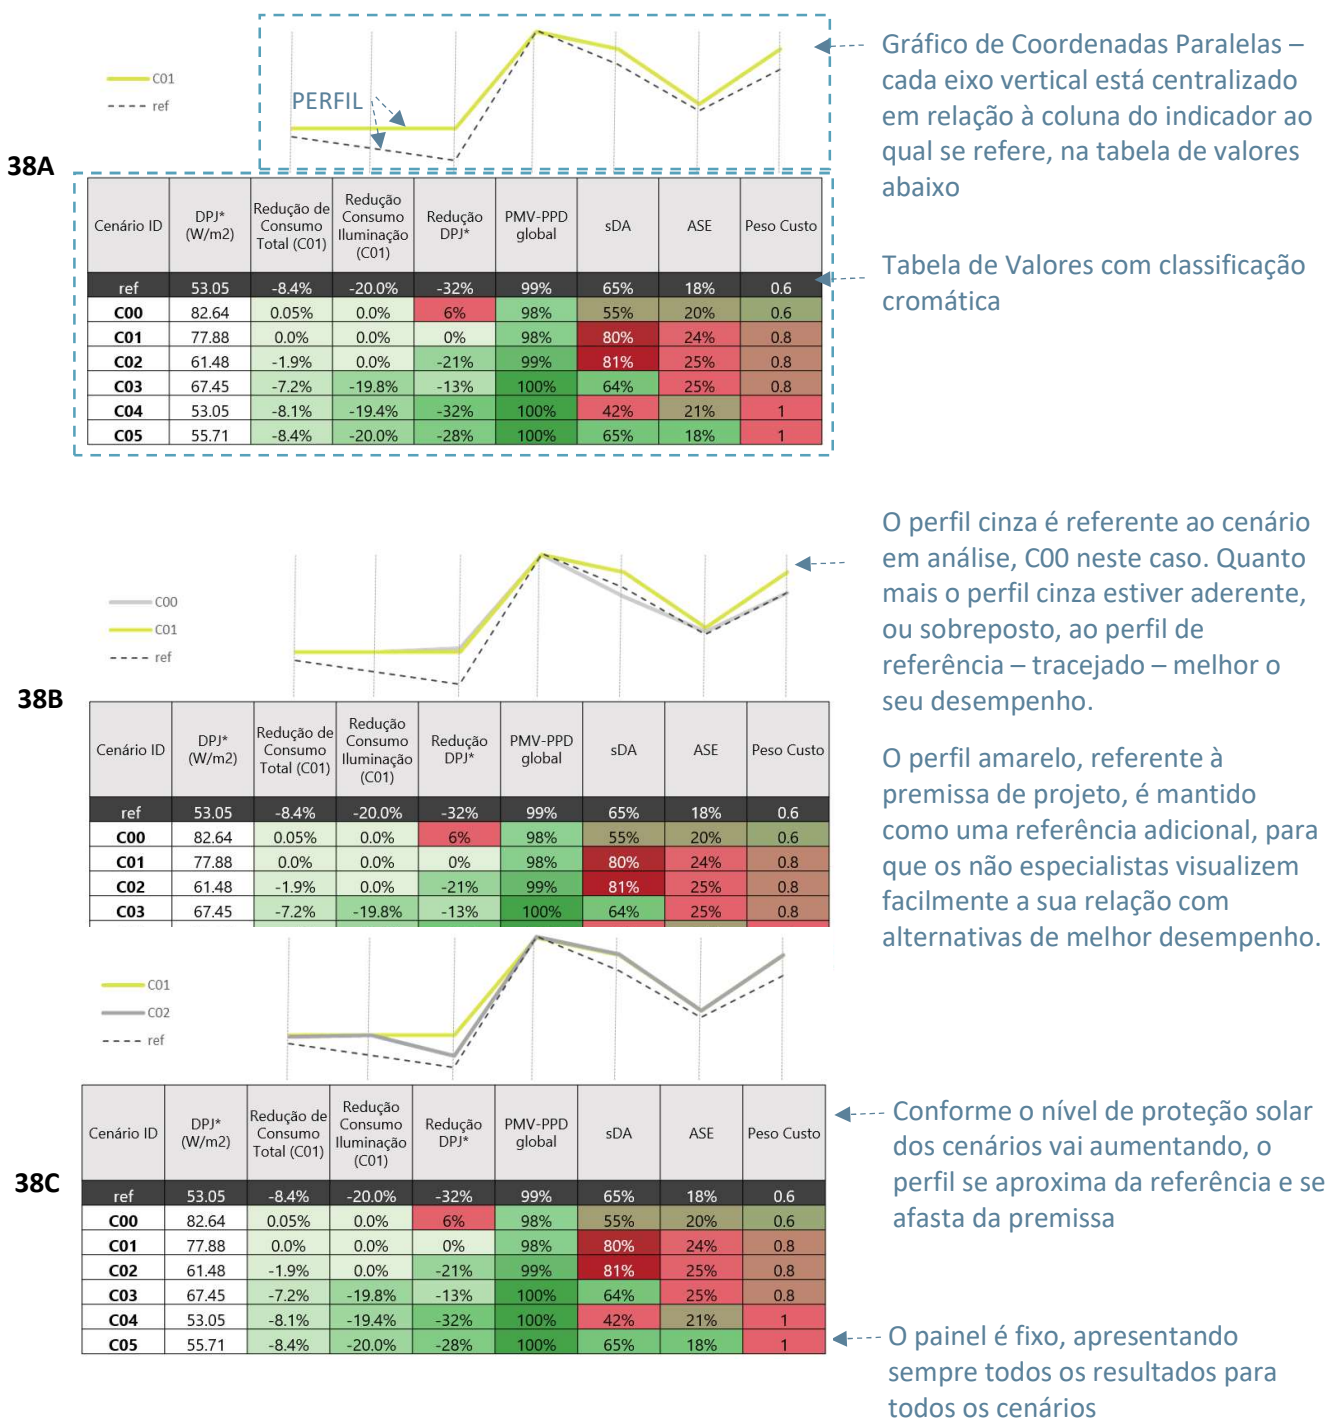 C01
ref
PERFIL
Gráfico de Coordenadas Paralelas –
cada eixo vertical está centralizado
em relação à coluna do indicador ao
qual se refere, na tabela de valores
abaixo
38A
Cenário ID
DPJ*
(W/m2)
Redução de
Consumo
Total (C01)
Redução
Consumo
Iluminação
(C01)
Redução
DPJ*
PMV-PPD
global
sDA
ASE
Peso Custo
ref 53.05 -8.4% -20.0% -32% 99% 65% 18% 0.6
C00 82.64 0.05% 0.0% 6% 98% 55% 20% 0.6
C01 77.88 0.0% 0.0% 0% 98% 80% 24% 0.8
C02 61.48 -1.9% 0.0% -21% 99% 81% 25% 0.8
C03 67.45 -7.2% -19.8% -13% 100% 64% 25% 0.8
C04 53.05 -8.1% -19.4% -32% 100% 42% 21% 1
C05 55.71 -8.4% -20.0% -28% 100% 65% 18% 1
Tabela de Valores com classificação
cromática
C00
C01
ref
O perfil cinza é referente ao cenário
em análise, C00 neste caso. Quanto
mais o perfil cinza estiver aderente,
ou sobreposto, ao perfil de
referência – tracejado – melhor o
seu desempenho.
38B
Cenário ID
DPJ*
(W/m2)
Redução de
Consumo
Total (C01)
Redução
Consumo
Iluminação
(C01)
Redução
DPJ*
PMV-PPD
global
sDA
ASE
Peso Custo
ref 53.05 -8.4% -20.0% -32% 99% 65% 18% 0.6
C00 82.64 0.05% 0.0% 6% 98% 55% 20% 0.6
C01 77.88 0.0% 0.0% 0% 98% 80% 24% 0.8
C02 61.48 -1.9% 0.0% -21% 99% 81% 25% 0.8
C03 67.45 -7.2% -19.8% -13% 100% 64% 25% 0.8
O perfil amarelo, referente à
premissa de projeto, é mantido
como uma referência adicional, para
que os não especialistas visualizem
facilmente a sua relação com
alternativas de melhor desempenho.
C01
C02
ref
38C
Cenário ID
DPJ*
(W/m2)
Redução de
Consumo
Total (C01)
Redução
Consumo
Iluminação
(C01)
Redução
DPJ*
PMV-PPD
global
sDA
ASE
Peso Custo
ref 53.05 -8.4% -20.0% -32% 99% 65% 18% 0.6
C00 82.64 0.05% 0.0% 6% 98% 55% 20% 0.6
C01 77.88 0.0% 0.0% 0% 98% 80% 24% 0.8
C02 61.48 -1.9% 0.0% -21% 99% 81% 25% 0.8
C03 67.45 -7.2% -19.8% -13% 100% 64% 25% 0.8
C04 53.05 -8.1% -19.4% -32% 100% 42% 21% 1
C05 55.71 -8.4% -20.0% -28% 100% 65% 18% 1
Conforme o nível de proteção solar
dos cenários vai aumentando, o
perfil se aproxima da referência e se
afasta da premissa
O painel é fixo, apresentando
sempre todos os resultados para
todos os cenários